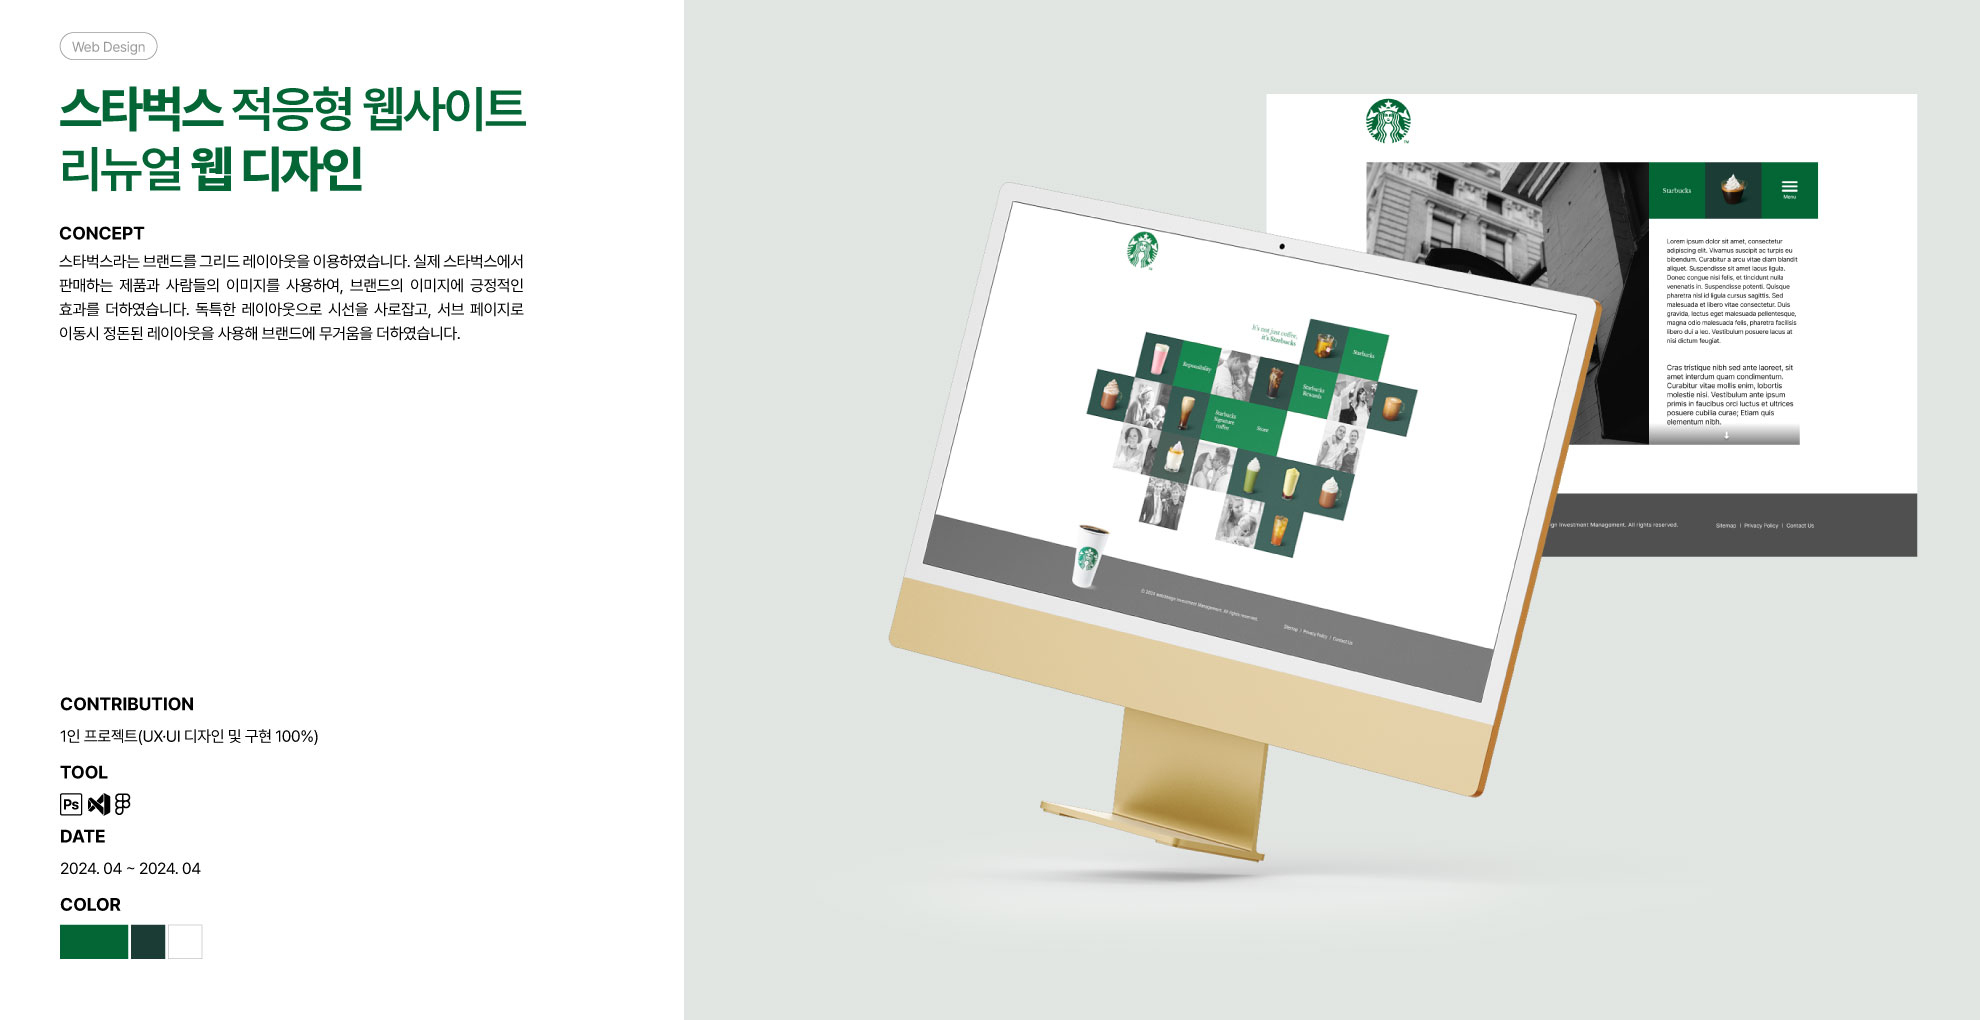 Web Design
스타벅스 적응형 웹사이트
리뉴얼 웹 디자인
CONCEPT
스타벅스라는 브랜드를 그리드 레이아웃을 이용하였습니다. 실제 스타벅스에서
판매하는 제품과 사람들의 이미지를 사용하여, 브랜드의 이미지에 긍정적인
효과를 더하였습니다. 독특한 레이아웃으로 시선을 사로잡고, 서브 페이지로
이동시 정돈된 레이아웃을 사용해 브랜드에 무거움을 더하였습니다.
CONTRIBUTION
1인 프로젝트(UX·UI 디자인 및 구현 100%)
TOOL
Ps
DATE
2024. 04 ~ 2024. 04
COLOR
It's not just coffee,
it's Starbucks
Starbucks
Responsibility
Starbucks
Rewards
Starbucks
Signature
coffee
Store
© 2024 Webdesign Investment Management. All rights reserved.
Sitemap | Privacy Policy | Contact Us
TM
Starbucks
Menu
Lorem ipsum dolor sit amet, consectetur
adipiscing elit. Vivamus suscipit ac turpis eu
bibendum. Curabitur a arcu vitae diam blandit
aliquet. Suspendisse sit amet lacus ligula.
Donec congue nisl felis, et tincidunt nulla
venenatis in. Suspendisse potenti. Quisque
pharetra nisl id ligula cursus sagittis. Sed
malesuada et libero vitae consectetur. Duis
gravida, lectus eget malesuada pellentesque,
magna odio malesuada felis, pharetra facilisis
libero dui a leo. Vestibulum posuere lacus at
nisi dictum feugiat.
Cras tristique nibh sed ante laoreet, sit
amet interdum quam condimentum.
Curabitur vitae mollis enim, lobortis
molestie nisi. Vestibulum ante ipsum
primis in faucibus orci luctus et ultrices
posuere cubilia curae; Etiam quis
elementum nibh.
gn Investment Management. All rights reserved.
Sitemap | Privacy Policy | Contact Us